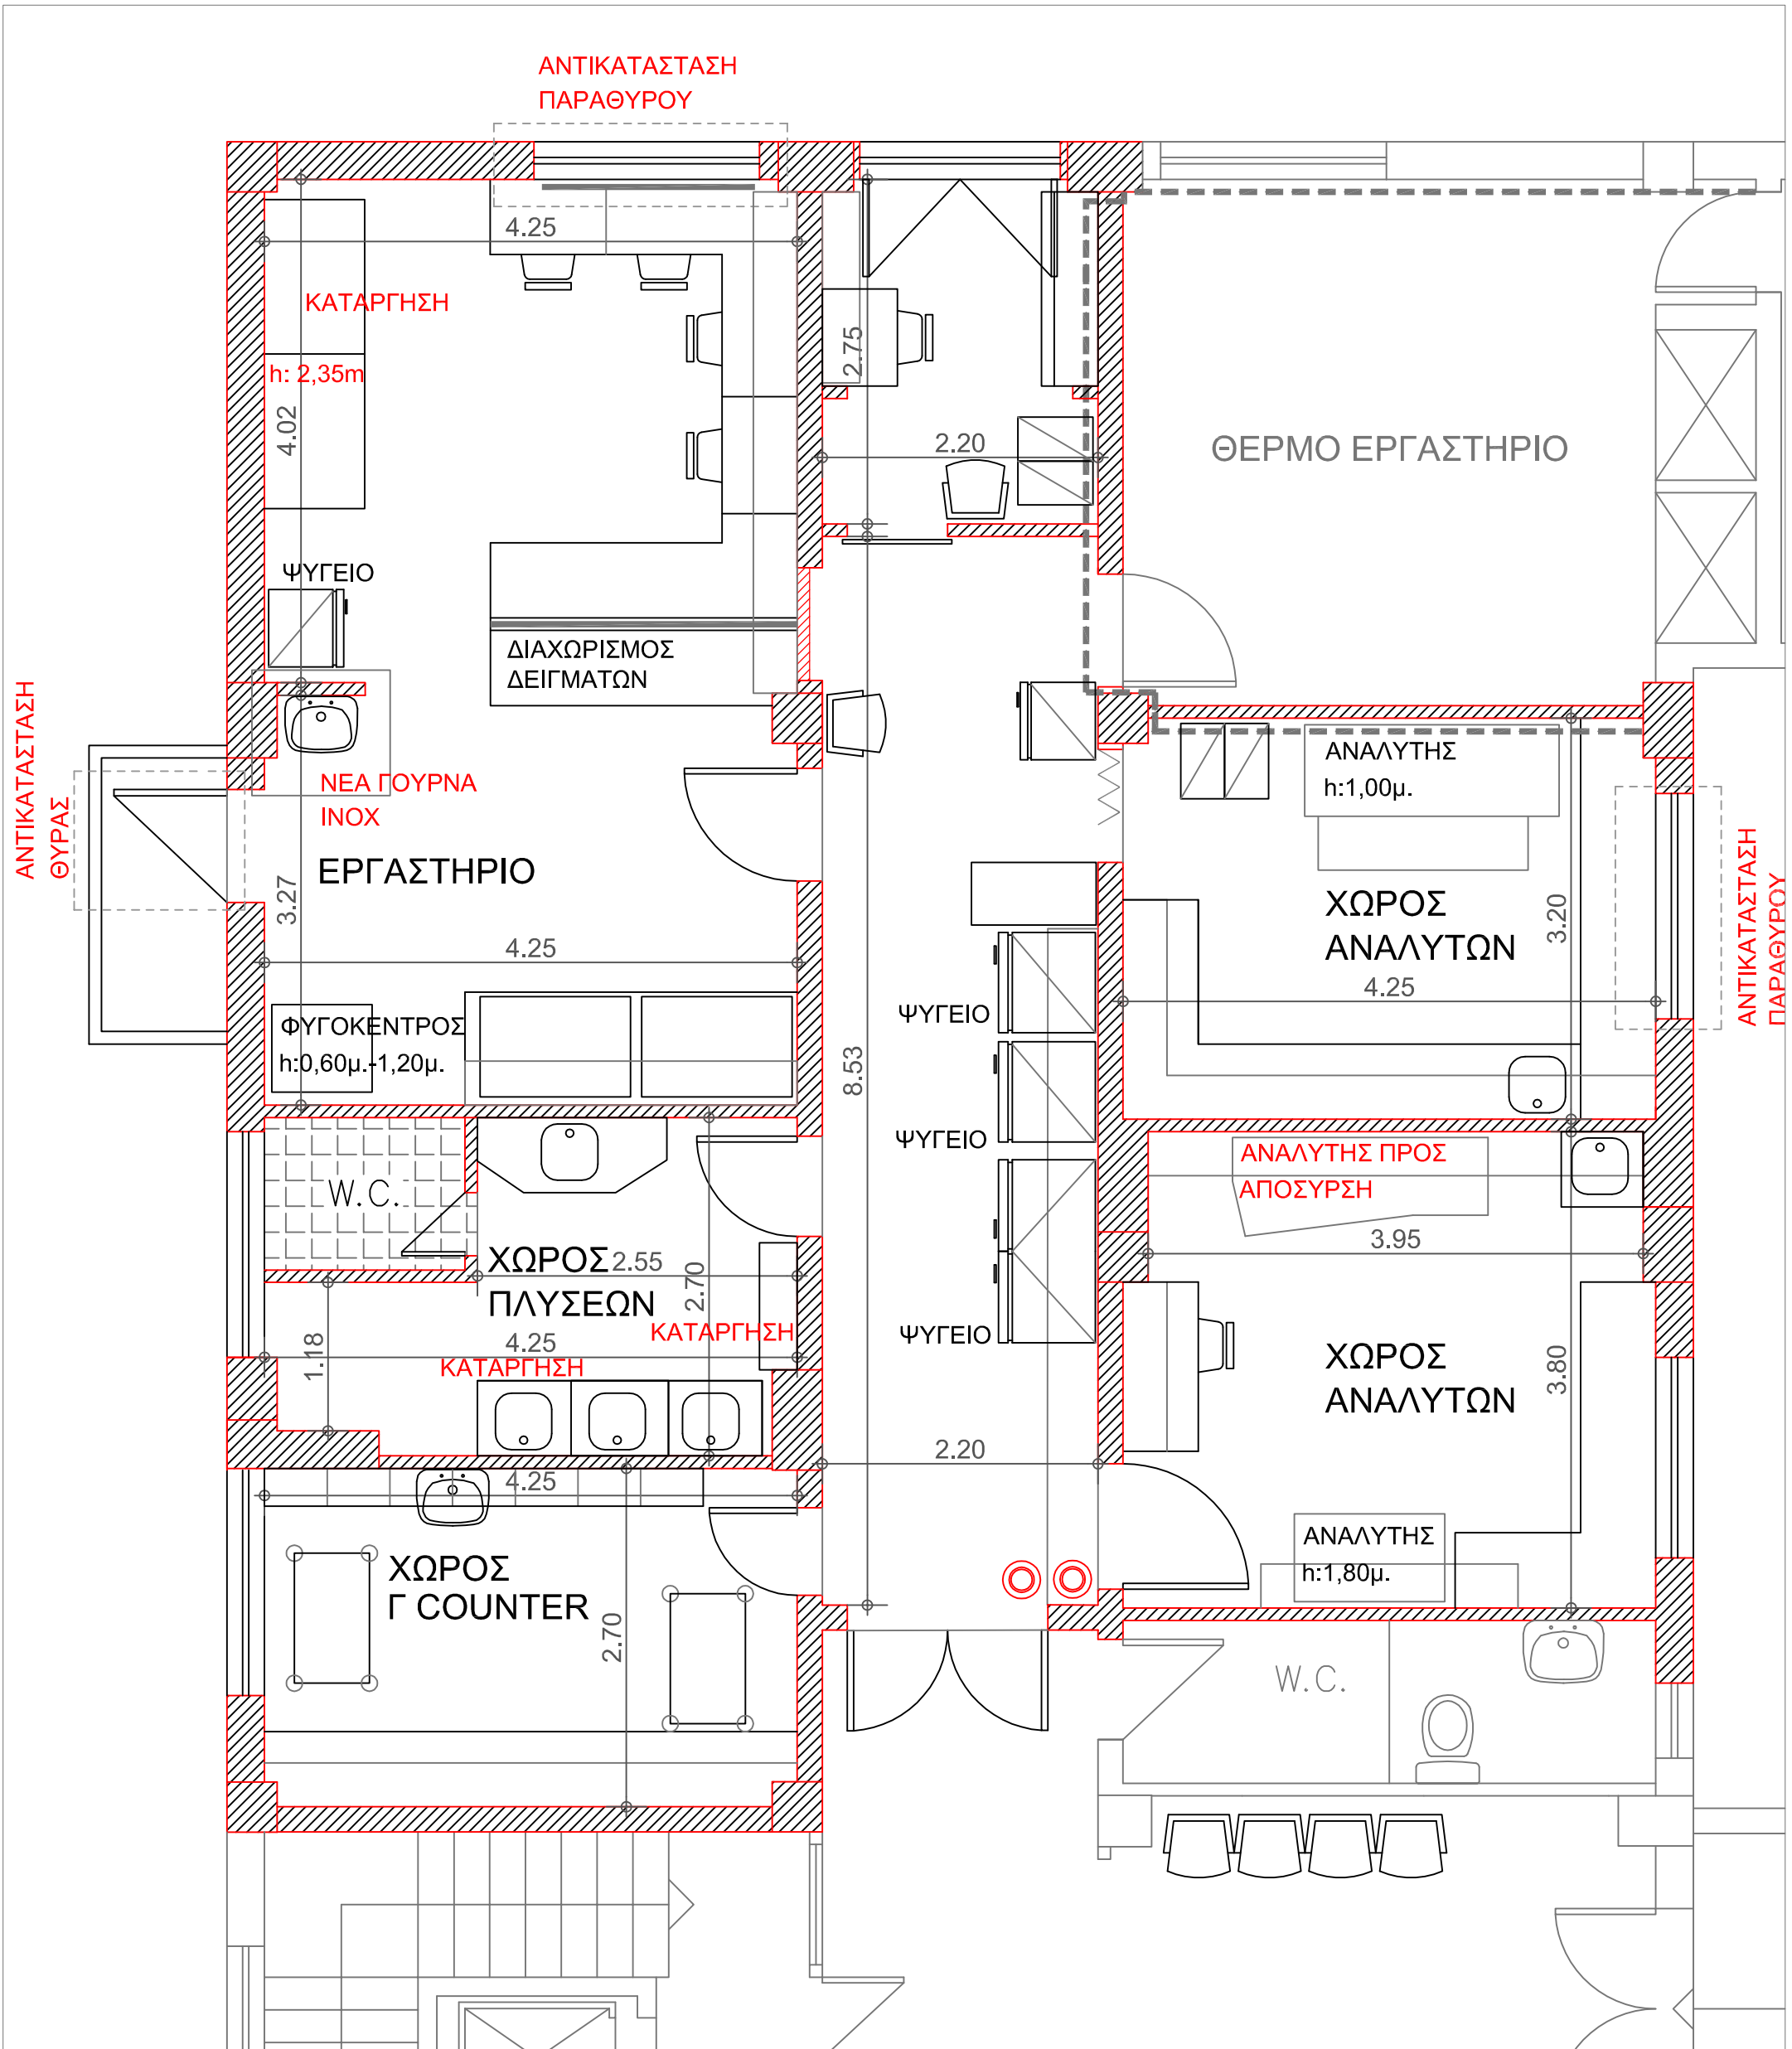 ΑΝΤΙΚΑΤΑΣΤΑΣΗ
ΠΑΡΑΘΥΡΟΥ
4.25
ΚΑΤΑΡΓΗΣΗ
h: 2,35m
4.02
2.75
2.20
ΘΕΡΜΟ ΕΡΓΑΣΤΗΡΙΟ
ΨΥΓΕΙΟ
ΔΙΑΧΩΡΙΣΜΟΣ
ΔΕΙΓΜΑΤΩΝ
ΑΝΤΙΚΑΤΑΣΤΑΣΗ
ΘΥΡΑΣ
ΝΕΑ ΓΟΥΡΝΑ
INOX
ΕΡΓΑΣΤΗΡΙΟ
3.27
4.25
ΑΝΑΛΥΤΗΣ
h:1,00μ.
ΧΩΡΟΣ
ΑΝΑΛΥΤΩΝ
3.20
4.25
ΑΝΤΙΚΑΤΑΣΤΑΣΗ
ΠΑΡΑΘΥΡΟΥ
ΦΥΓΟΚΕΝΤΡΟΣ
h:0,60μ.-1,20μ.
8.53
ΨΥΓΕΙΟ
ΨΥΓΕΙΟ
ΨΥΓΕΙΟ
W.C.
ΧΩΡΟΣ
ΠΛΥΣΕΩΝ
2.55
2.70
ΚΑΤΑΡΓΗΣΗ
4.25
1.18
ΚΑΤΑΡΓΗΣΗ
ΑΝΑΛΥΤΗΣ ΠΡΟΣ
ΑΠΟΣΥΡΣΗ
3.95
ΧΩΡΟΣ
ΑΝΑΛΥΤΩΝ
3.80
2.20
4.25
ΧΩΡΟΣ
Γ COUNTER
2.70
ΑΝΑΛΥΤΗΣ
h:1,80μ.
W.C.